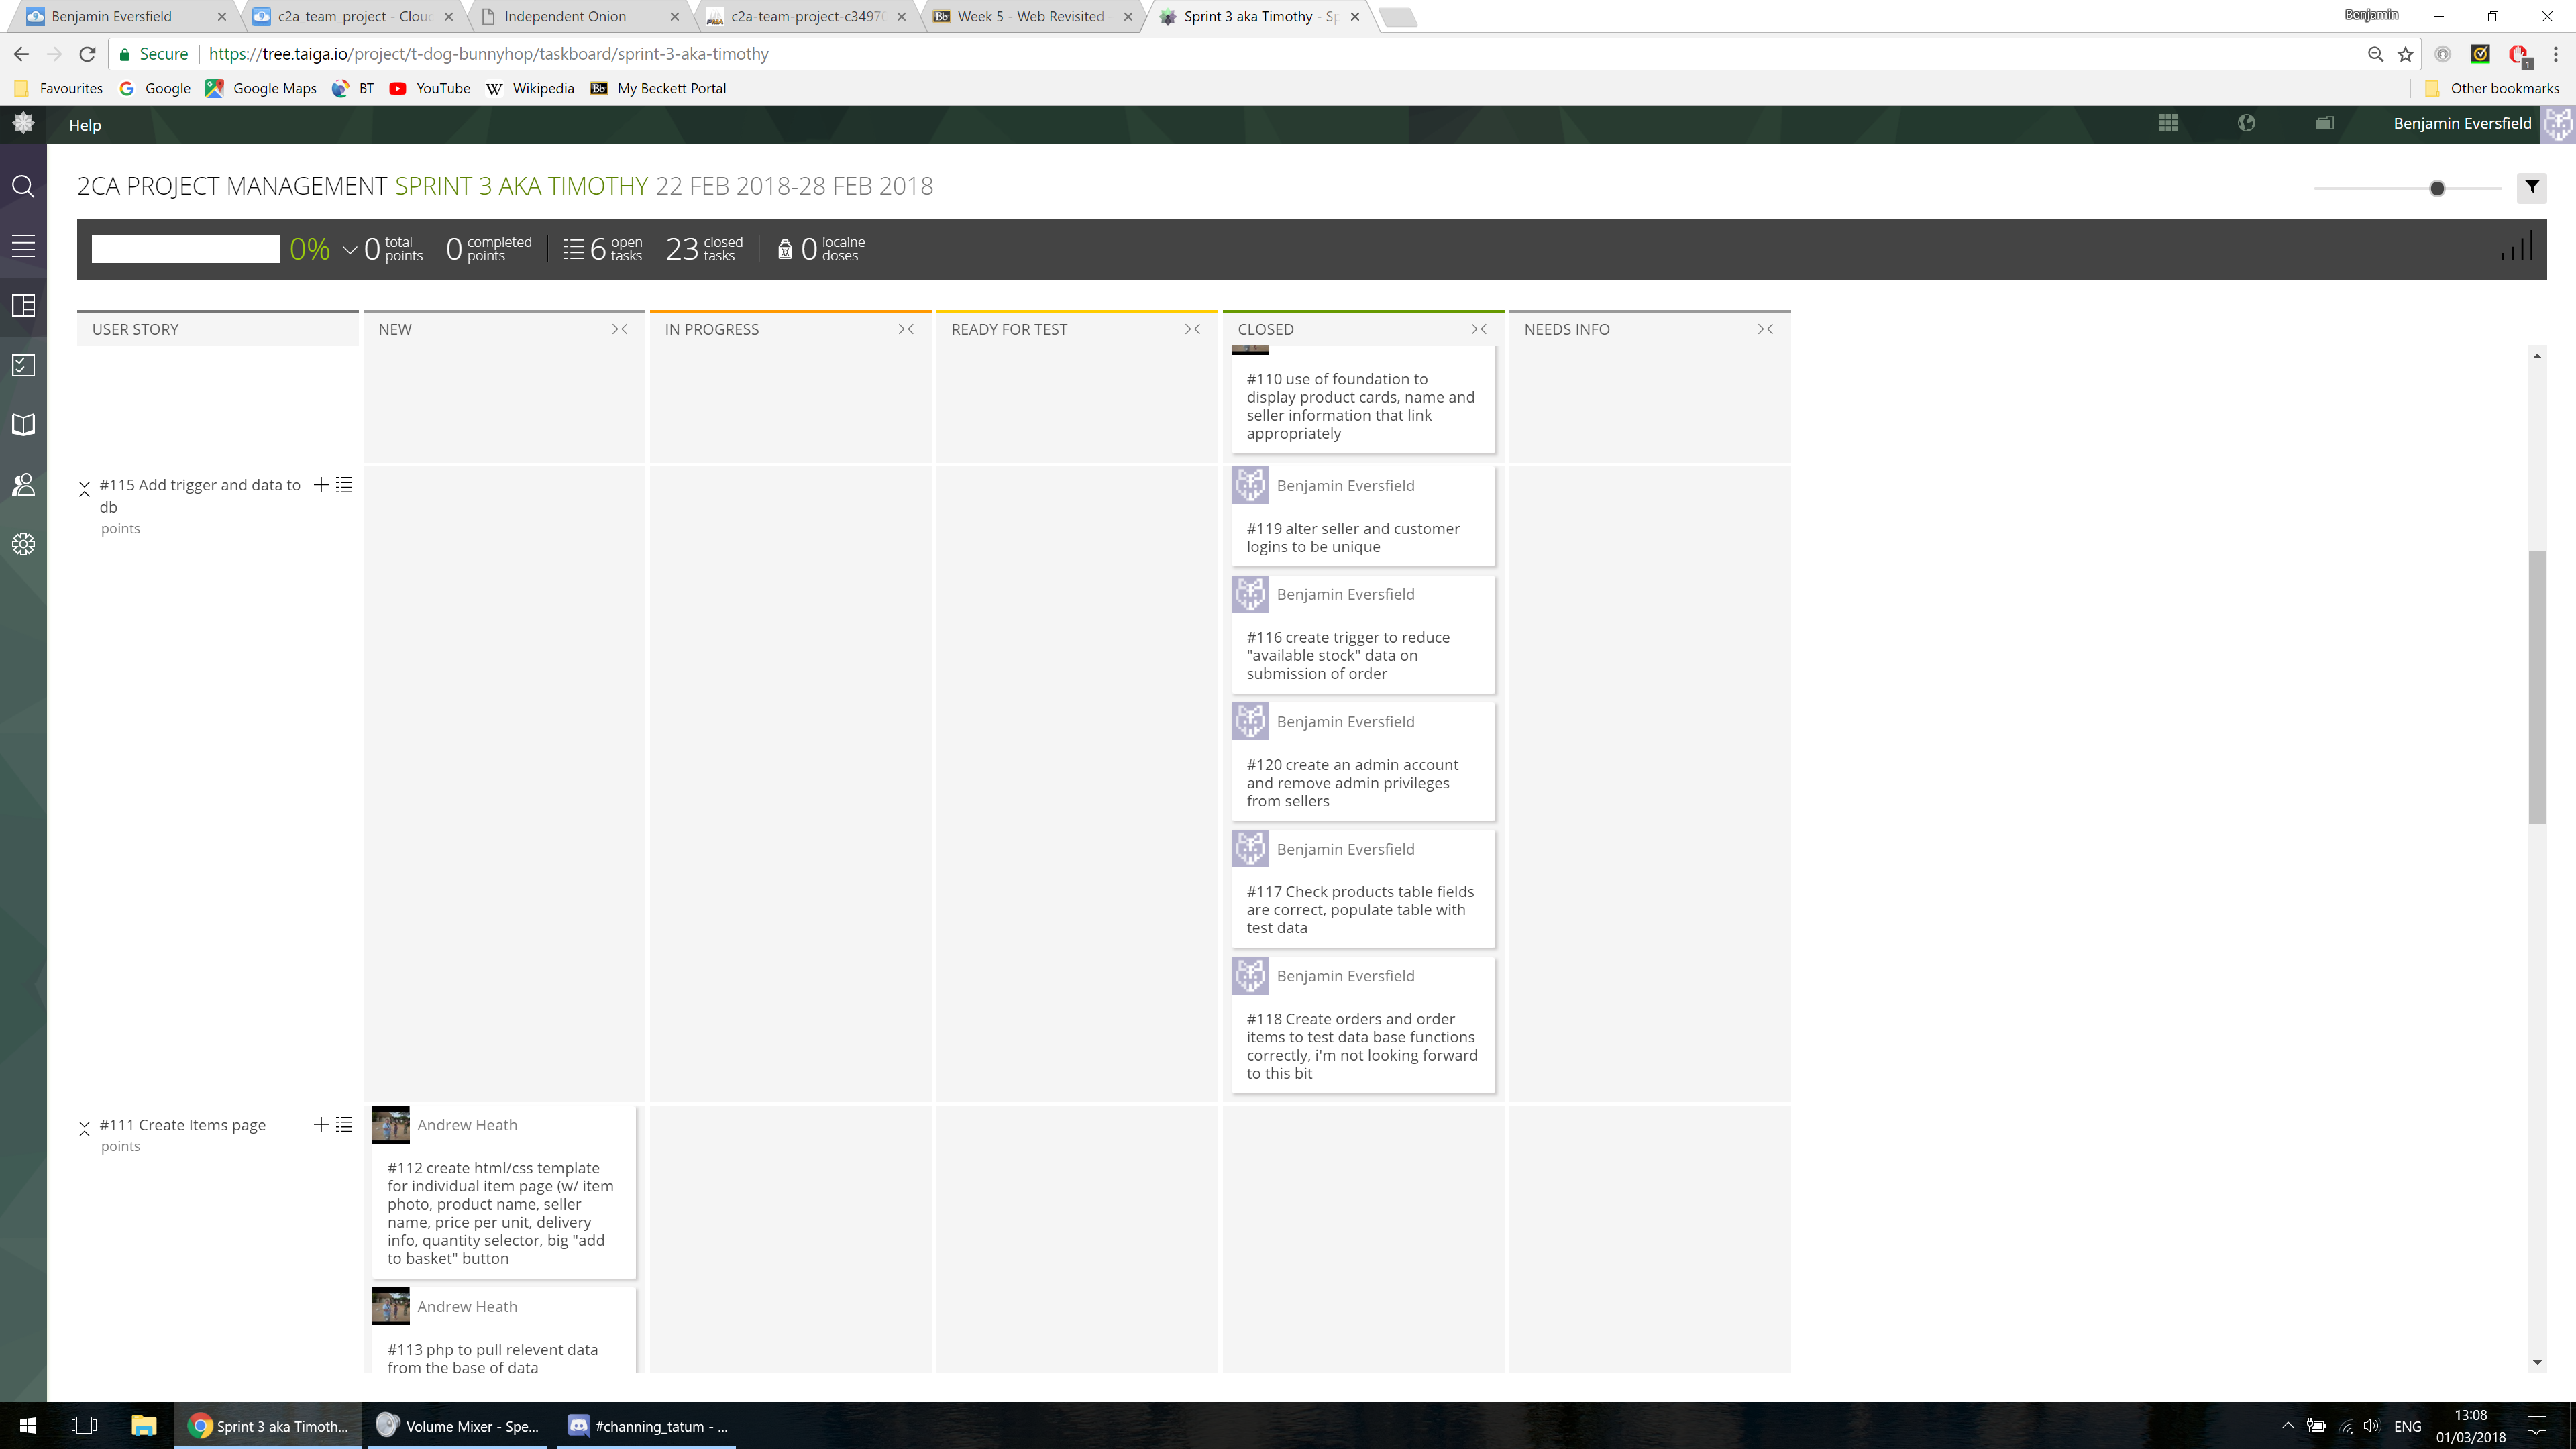 Benjamin Eversfield
c2a_team_project - Clou
Independent Onion
c2a-team-project-c3497
Week 5 - Web Revisited -
Sprint 3 aka Timothy - Sp
Benjamin
Secure
https://tree.taiga.io/project/t-dog-bunnyhop/taskboard/sprint-3-aka-timothy
1
Favourites
Google
Google Maps
BT
YouTube
Wikipedia
Bb
My Beckett Portal
Other bookmarks
Help
Benjamin Eversfield
2CA PROJECT MANAGEMENT SPRINT 3 AKA TIMOTHY 22 FEB 2018-28 FEB 2018
0%
0 total points
0 completed points
6 open tasks
23 closed tasks
0 iocaine doses
USER STORY
NEW
IN PROGRESS
READY FOR TEST
CLOSED
NEEDS INFO
#110 use of foundation to
display product cards, name and
seller information that link
appropriately
#115 Add trigger and data to
db
points
Benjamin Eversfield
#119 alter seller and customer
logins to be unique
Benjamin Eversfield
#116 create trigger to reduce
"available stock" data on
submission of order
Benjamin Eversfield
#120 create an admin account
and remove admin privileges
from sellers
Benjamin Eversfield
#117 Check products table fields
are correct, populate table with
test data
Benjamin Eversfield
#118 Create orders and order
items to test data base functions
correctly, i'm not looking forward
to this bit
#111 Create Items page
points
Andrew Heath
#112 create html/css template
for individual item page (w/ item
photo, product name, seller
name, price per unit, delivery
info, quantity selector, big "add
to basket" button
Andrew Heath
#113 php to pull relevent data
from the base of data
Sprint 3 aka Timoth...
Volume Mixer - Spe...
#channing_tatum - ...
ENG
13:08
01/03/2018